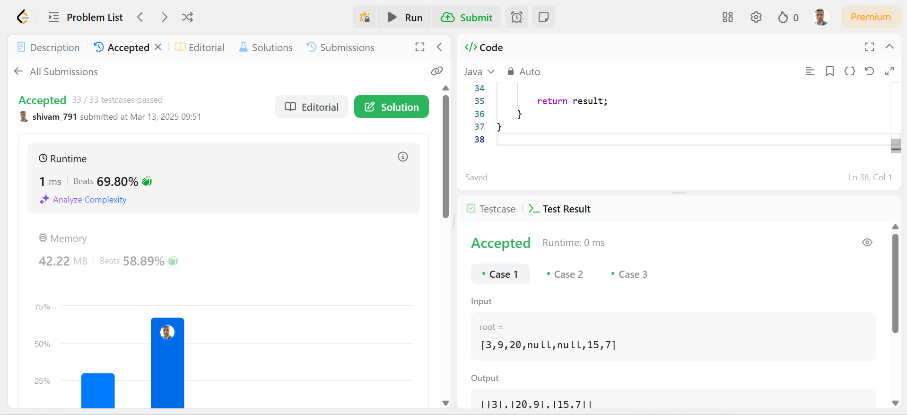 Problem List
Run
Submit
0
Premium
Description
Accepted
Editorial
Solutions
Submissions
All Submissions
Accepted
33 / 33 testcases passed
shivam_791 submitted at Mar 13, 2025 09:51
Editorial
Solution
Runtime
1 ms
Beats 69.80%
Analyze Complexity
Memory
42.22 MB
Beats 58.89%
75%
50%
25%
Code
Java
Auto
34
35 return result;
36 }
37 }
38
Saved
Ln 38, Col 1
Testcase
Test Result
Accepted
Runtime: 0 ms
Case 1
Case 2
Case 3
Input
root =
[3,9,20,null,null,15,7]
Output
[[3],[20,9],[15,7]]